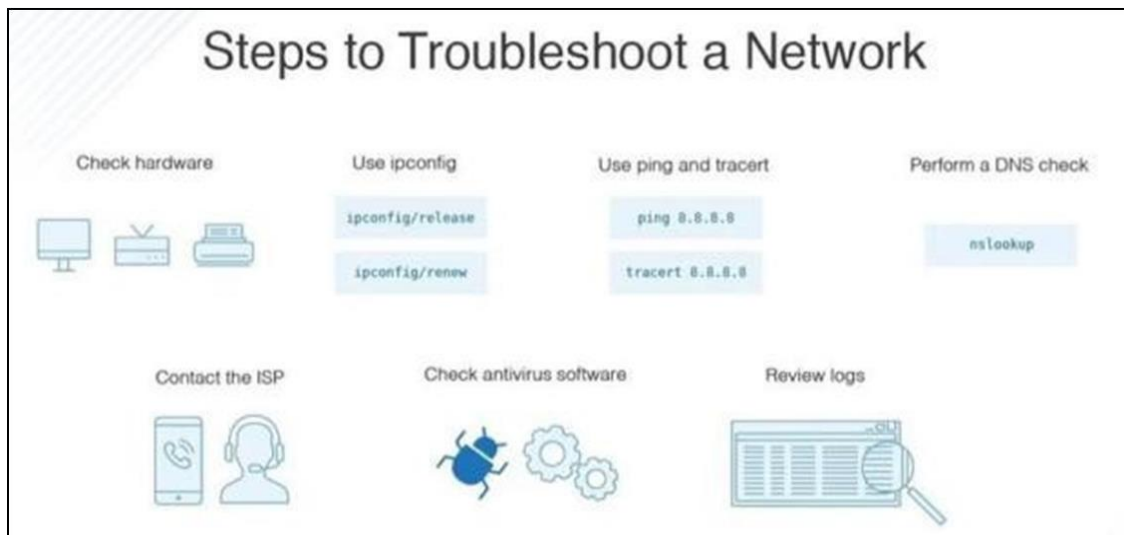 Steps to Troubleshoot a Network
Check hardware
Use ipconfig
ipconfig/release
ipconfig/renew
Use ping and tracert
ping 8.8.8.8
tracert 8.8.8.8
Perform a DNS check
nslookup
Contact the ISP
Check antivirus software
Review logs